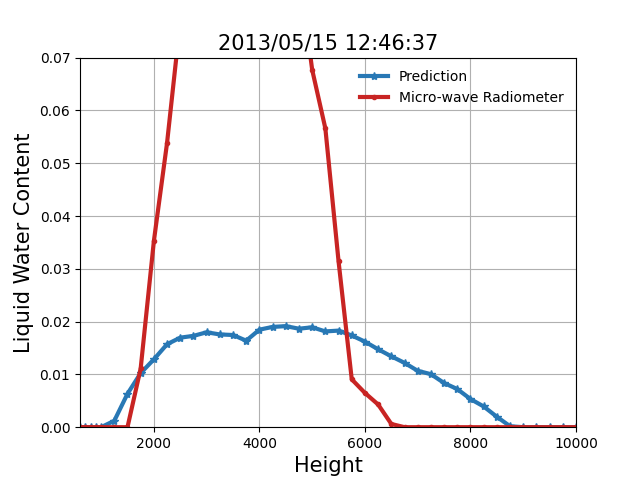 2013/05/15 12:46:37
Prediction
Micro-wave Radiometer
Liquid Water Content
0.07
0.06
0.05
0.04
0.03
0.02
0.01
0.00
2000 4000 6000 8000 10000
Height